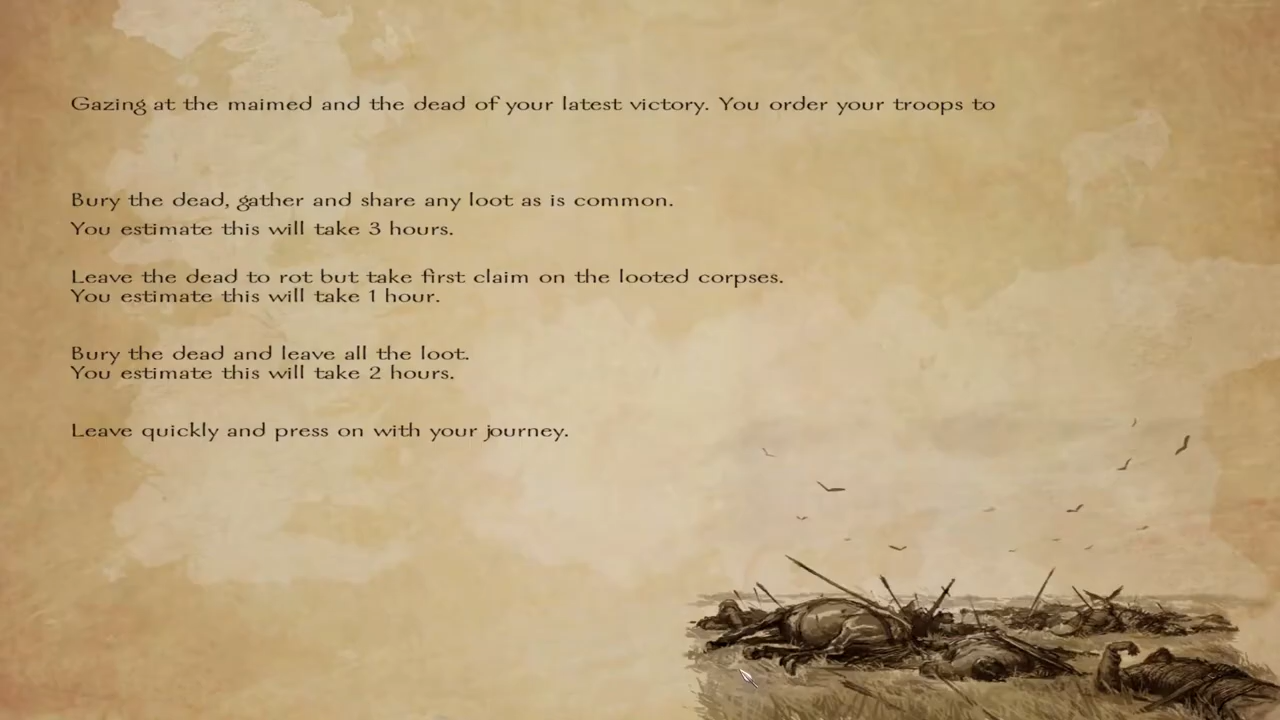 Gazing at the maimed and the dead of your latest victory. You order your troops to
Bury the dead, gather and share any loot as is common.
You estimate this will take 3 hours.
Leave the dead to rot but take first claim on the looted corpses.
You estimate this will take 1 hour.
Bury the dead and leave all the loot.
You estimate this will take 2 hours.
Leave quickly and press on with your journey.